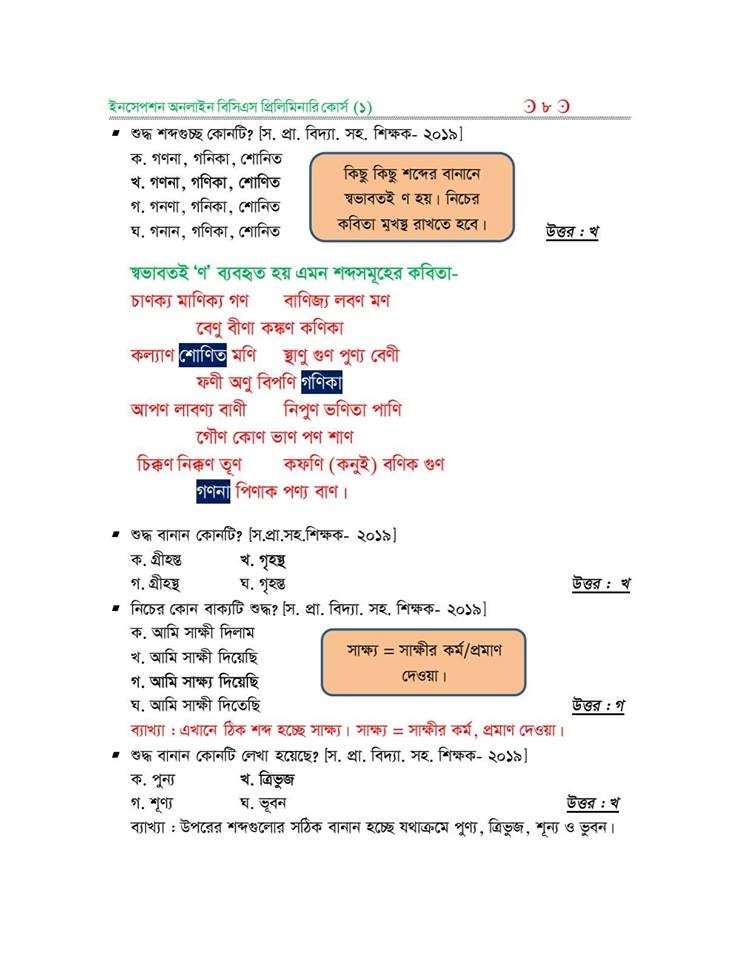 ইনসেপশন অনলাইন বিসিএস প্রিলিমিনারি কোর্স (১) ৮
শুদ্ধ শব্দগুচ্ছ কোনটি? [স. প্রা. বিদ্যা. সহ. শিক্ষক- ২০১৯]
ক. গণনা, গনিকা, শোনিত
খ. গণনা, গণিকা, শোণিত
গ. গনণা, গনিকা, শোনিত
ঘ. গনান, গণিকা, শোনিত
কিছু কিছু শব্দের বানানে
স্বভাবতই ণ হয়। নিচের
কবিতা মুখস্থ রাখতে হবে।
উত্তর : খ
স্বভাবতই ‘ণ’ ব্যবহৃত হয় এমন শব্দসমূহের কবিতা-
চাণক্য মাণিক্য গণ বাণিজ্য লবণ মণ
বেণু বীণা কঙ্কণ কণিকা
কল্যাণ শোণিত মণি স্থাণু গুণ পুণ্য বেণী
ফণী অণু বিপণি গণিকা
আপণ লাবণ্য বাণী নিপুণ ভণিতা পাণি
গৌণ কোণ ভাণ পণ শাণ
চিক্কণ নিক্কণ তূণ কফণি (কনুই) বণিক গুণ
গণনা পিণাক পণ্য বাণ।
শুদ্ধ বানান কোনটি? [স.প্রা.সহ.শিক্ষক- ২০১৯]
ক. গ্রীহস্ত খ. গৃহস্থ
গ. গ্রীহস্থ ঘ. গৃহস্ত
উত্তর : খ
নিচের কোন বাক্যটি শুদ্ধ? [স. প্রা. বিদ্যা. সহ. শিক্ষক- ২০১৯]
ক. আমি সাক্ষী দিলাম
খ. আমি সাক্ষী দিয়েছি
গ. আমি সাক্ষ্য দিয়েছি
ঘ. আমি সাক্ষী দিতেছি
সাক্ষ্য = সাক্ষীর কর্ম/প্রমাণ
দেওয়া।
উত্তর : গ
ব্যাখ্যা : এখানে ঠিক শব্দ হচ্ছে সাক্ষ্য। সাক্ষ্য = সাক্ষীর কর্ম, প্রমাণ দেওয়া।
শুদ্ধ বানান কোনটি লেখা হয়েছে? [স. প্রা. বিদ্যা. সহ. শিক্ষক- ২০১৯]
ক. পুন্য খ. ত্রিভুজ
গ. শূণ্য ঘ. ভূবন
উত্তর : খ
ব্যাখ্যা : উপরের শব্দগুলোর সঠিক বানান হচ্ছে যথাক্রমে পুণ্য, ত্রিভুজ, শূন্য ও ভুবন।